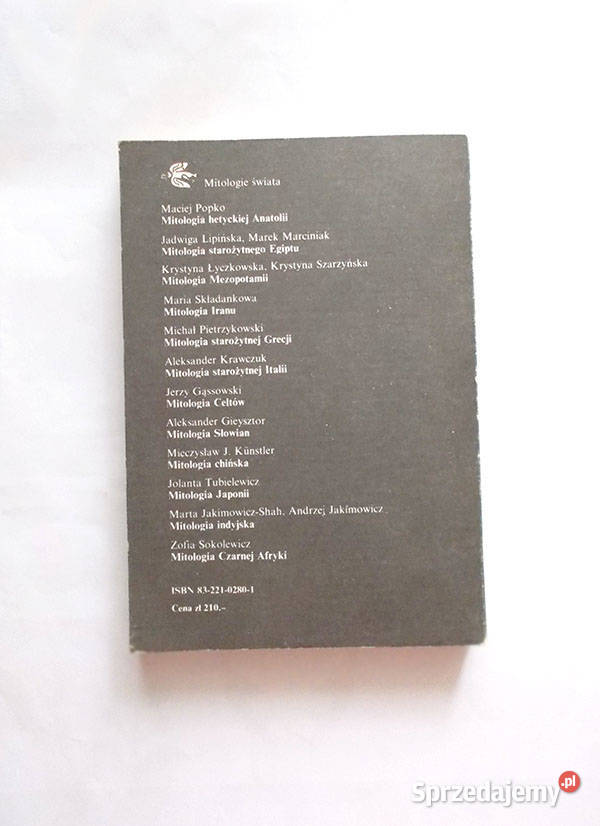 Mitologie świata
Maciej Popko
Mitologia hetyckiej Anatolii
Jadwiga Lipińska, Marek Marciniak
Mitologia starożytnego Egiptu
Krystyna Łyczkowska, Krystyna Szarzyńska
Mitologia Mezopotamii
Maria Składankowa
Mitologia Iranu
Michał Pietrzykowski
Mitologia starożytnej Grecji
Aleksander Krawczuk
Mitologia starożytnej Italii
Jerzy Gąssowski
Mitologia Celtów
Aleksander Gieysztor
Mitologia Słowian
Mieczysław J. Künstler
Mitologia chińska
Jolanta Tubielewicz
Mitologia Japonii
Marta Jakimowicz-Shah, Andrzej Jakimowicz
Mitologia indyjska
Zofia Sokolewicz
Mitologia Czarnej Afryki
ISBN 83-221-0280-1
Cena zł 210.-
Sprzedajemy.pl